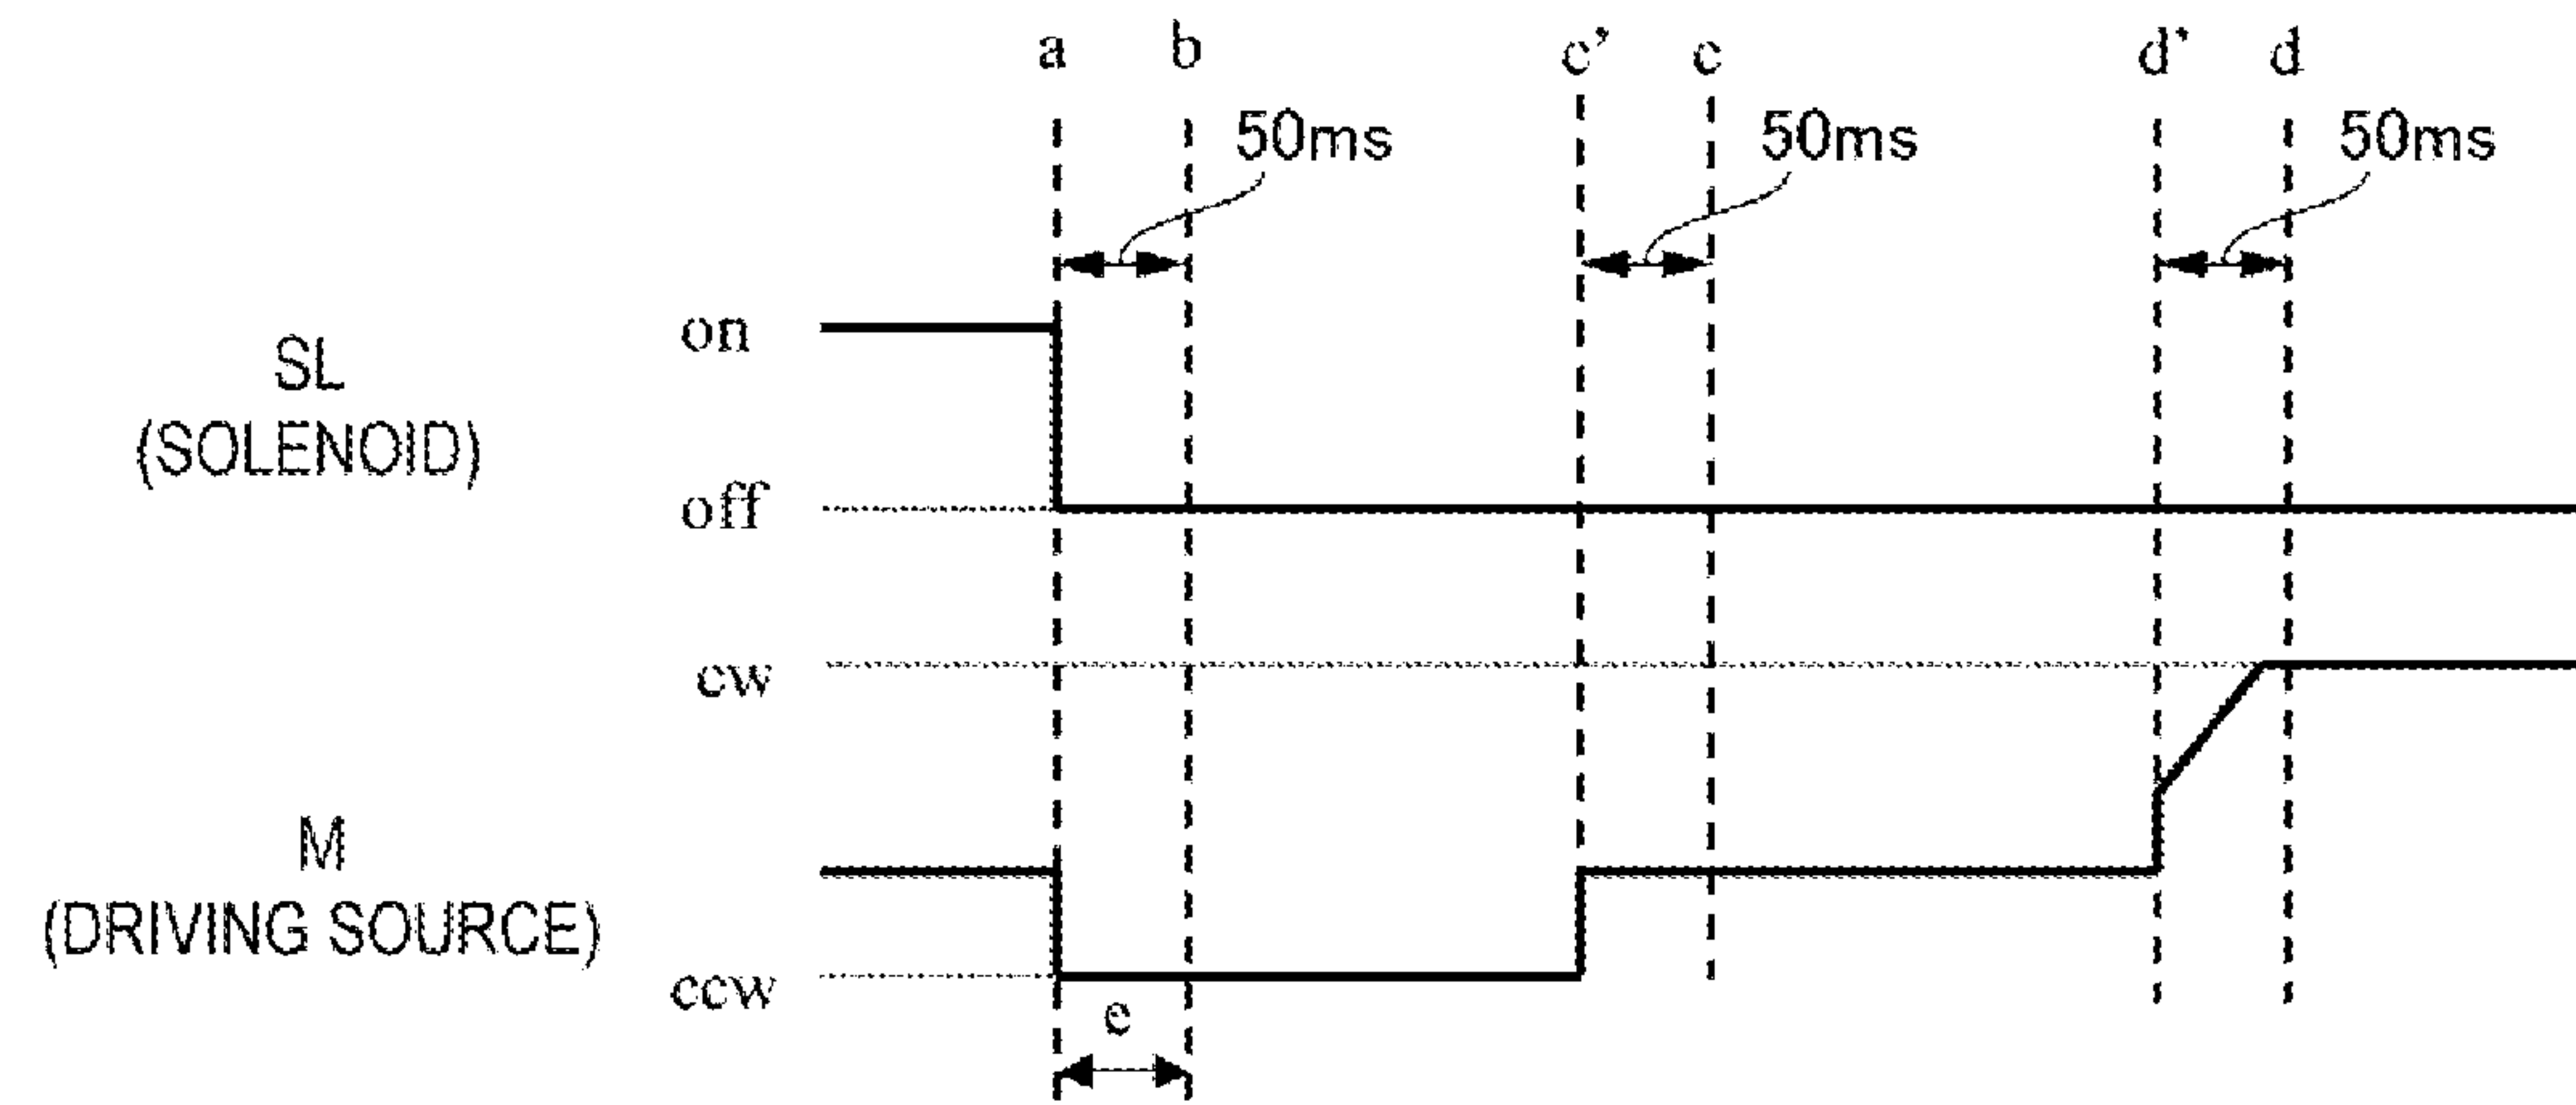 a b c’ c d’ d
50ms 50ms 50ms
on
SL
(SOLENOID)
off
cw
M
(DRIVING SOURCE)
ccw
e